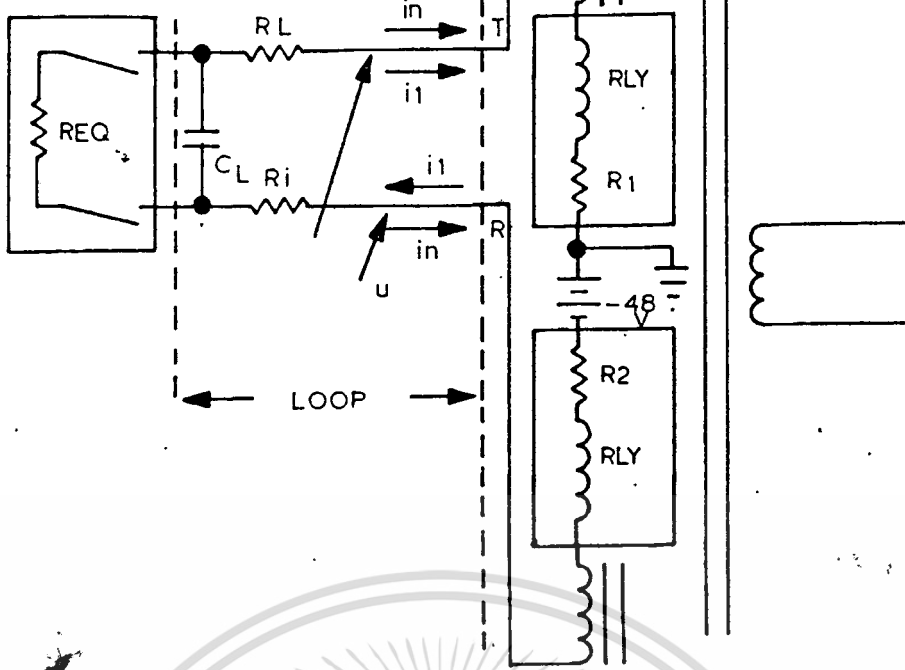 in
RL
T
i1
RLY
REQ
CL
Ri
i1
R1
R
in
u
-48
V
R2
LOOP
RLY